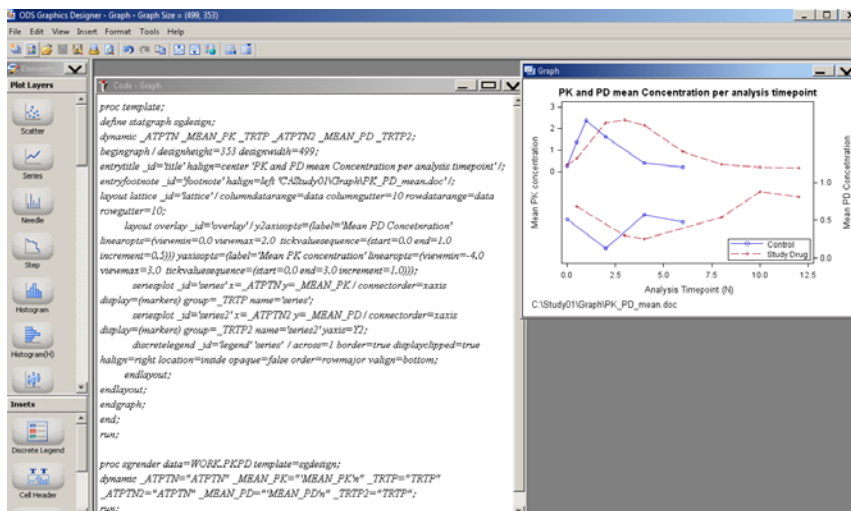 ODS Graphics Designer - Graph - Graph Size = (499, 353)
File Edit View Insert Format Tools Help
Elements
Plot Layers
Scatter
Series
Needle
Step
Histogram
Histogram(H)
Insets
Discrete Legend
Cell Header
Code - Graph
proc template;
define statgraph sgdesign;
dynamic _ATPTN _MEAN_PK _TRTP _ATPTN2 _MEAN_PD _TRTP2;
begingraph / designheight=353 designwidth=499;
entrytitle _id='title' halign=center 'PK and PD mean Concentration per analysis timepoint' /;
entryfootnote _id='footnote' halign=left 'C:\Study01\Graph\PK_PD_mean.doc' /;
layout lattice _id='lattice' / columndatarange=data columngutter=10 rowdatarange=data
rowgutter=10;
layout overlay _id='overlay' / y2axisopts=(label='Mean PD Concetnration'
linearopts=(viewmin=0.0 viewmax=2.0 tickvaluesequence=(start=0.0 end=1.0
increment=0.5))) yaxisopts=(label='Mean PK concentration' linearopts=(viewmin=-4.0
viewmax=3.0 tickvaluesequence=(start=0.0 end=3.0 increment=1.0)));
seriesplot _id='series' x=_ATPTN y=_MEAN_PK / connectorder=xaxis
display=(markers) group=_TRTP name='series';
seriesplot _id='series2' x=_ATPTN2 y=_MEAN_PD / connectorder=xaxis
display=(markers) group=_TRTP2 name='series2' yaxis=Y2;
discretelegend _id='legend' 'series' / across=1 border=true displayclipped=true
halign=right location=inside opaque=false order=rowmajor valign=bottom;
endlayout;
endlayout;
endgraph;
end;
run;
proc sgrender data=WORK.PKPD template=sgdesign;
dynamic _ATPTN="ATPTN" _MEAN_PK="'MEAN_PK'n" _TRTP="TRTP"
_ATPTN2="ATPTN" _MEAN_PD="'MEAN_PD'n" _TRTP2="TRTP";
run;
Graph
PK and PD mean Concentration per analysis timepoint
Mean PK concentration
3
2
1
0
1.0
0.5
0.0
Mean PD Concetnration
Control
Study Drug
0.0 2.5 5.0 7.5 10.0 12.5
Analysis Timepoint (N)
C:\Study01\Graph\PK_PD_mean.doc